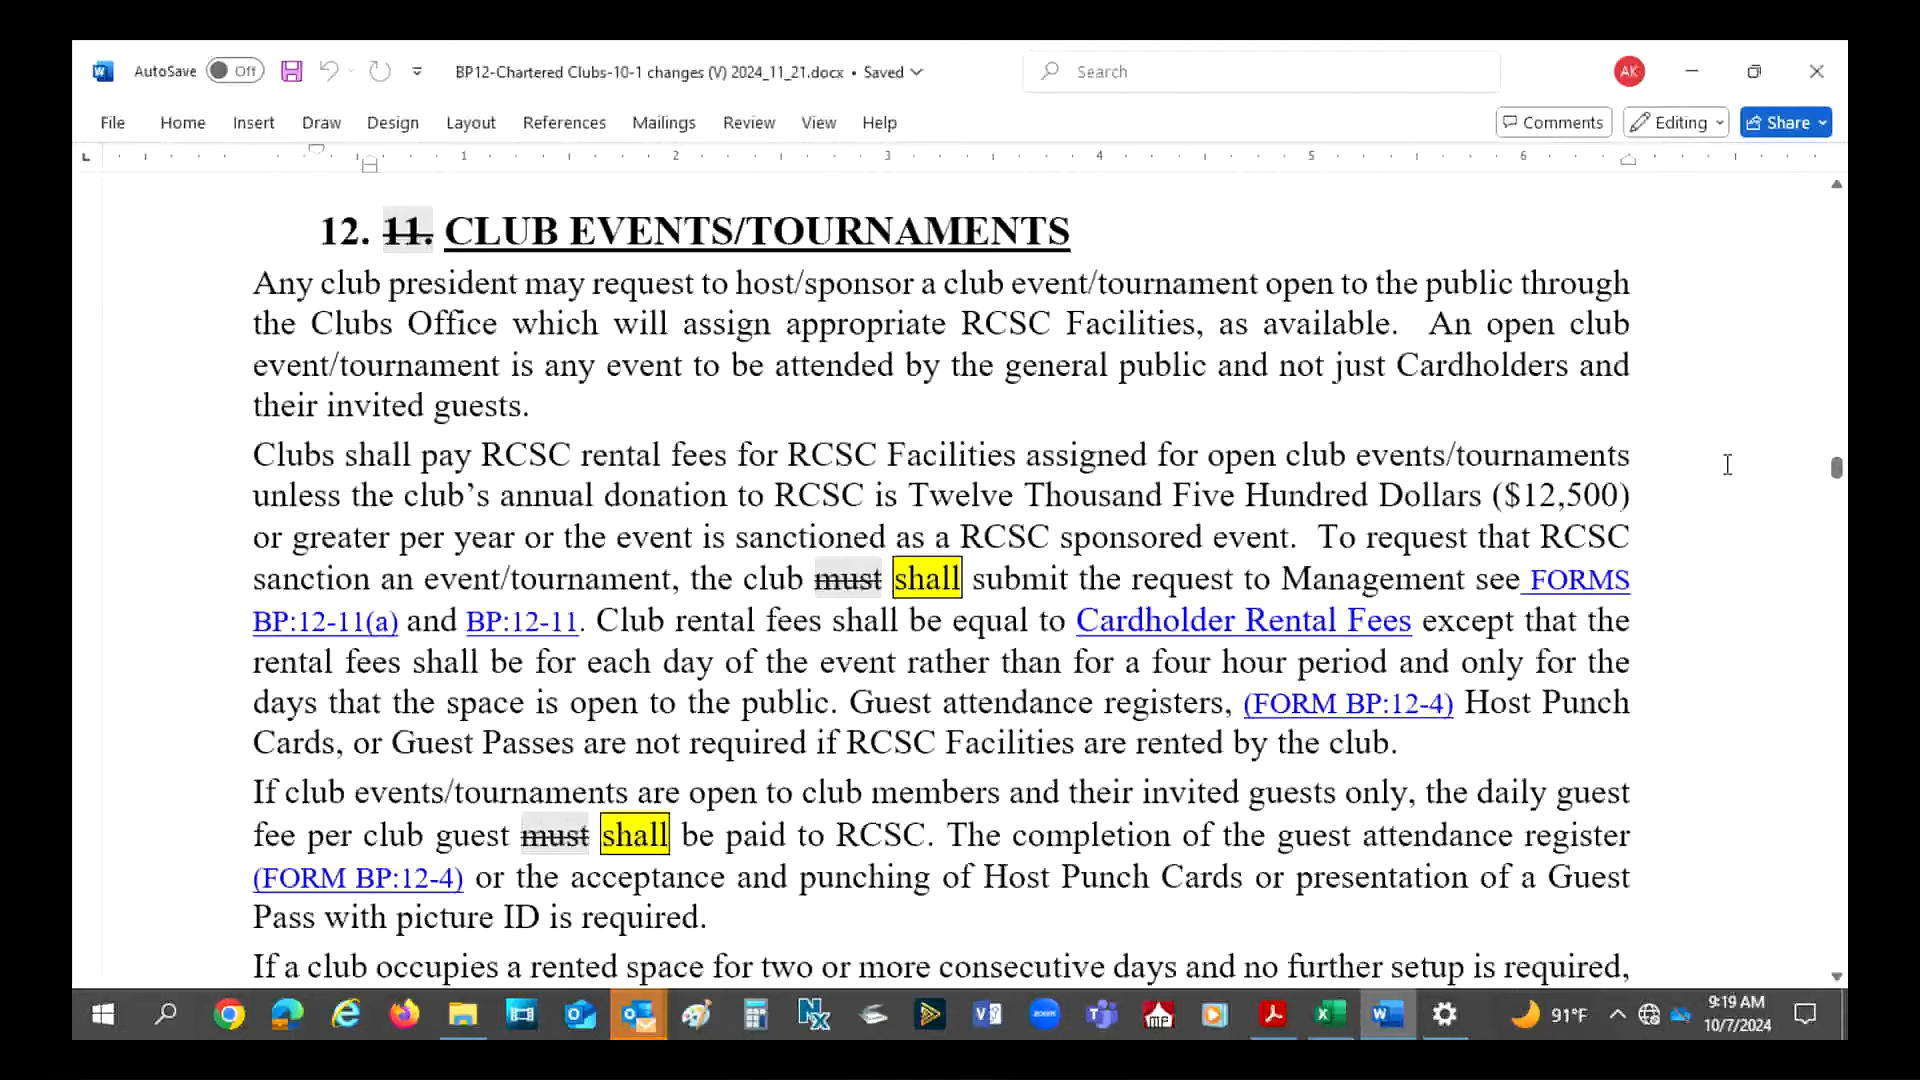 AutoSave Off BP12-Chartered Clubs-10-1 changes (V) 2024_11_21.docx • Saved Search AK
File Home Insert Draw Design Layout References Mailings Review View Help Comments Editing Share
1 2 3 4 5 6
12. 11. CLUB EVENTS/TOURNAMENTS
Any club president may request to host/sponsor a club event/tournament open to the public through
the Clubs Office which will assign appropriate RCSC Facilities, as available. An open club
event/tournament is any event to be attended by the general public and not just Cardholders and
their invited guests.
Clubs shall pay RCSC rental fees for RCSC Facilities assigned for open club events/tournaments
unless the club’s annual donation to RCSC is Twelve Thousand Five Hundred Dollars ($12,500)
or greater per year or the event is sanctioned as a RCSC sponsored event. To request that RCSC
sanction an event/tournament, the club must shall submit the request to Management see FORMS
BP:12-11(a) and BP:12-11. Club rental fees shall be equal to Cardholder Rental Fees except that the
rental fees shall be for each day of the event rather than for a four hour period and only for the
days that the space is open to the public. Guest attendance registers, (FORM BP:12-4) Host Punch
Cards, or Guest Passes are not required if RCSC Facilities are rented by the club.
If club events/tournaments are open to club members and their invited guests only, the daily guest
fee per club guest must shall be paid to RCSC. The completion of the guest attendance register
(FORM BP:12-4) or the acceptance and punching of Host Punch Cards or presentation of a Guest
Pass with picture ID is required.
If a club occupies a rented space for two or more consecutive days and no further setup is required,
91°F 9:19 AM
10/7/2024